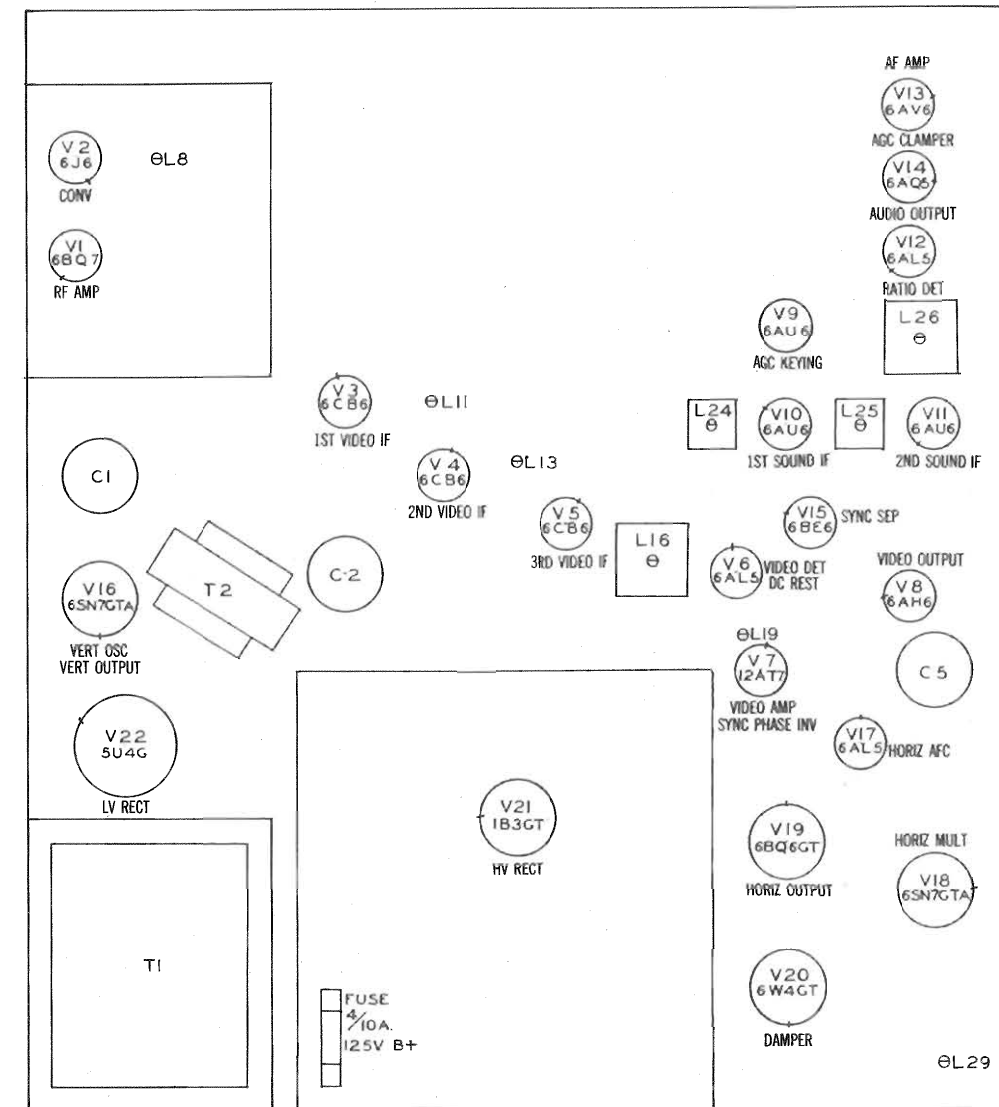 AF AMP
V13
6AV6
AGC CLAMPER
V14
6AQ5
AUDIO OUTPUT
V12
6AL5
RATIO DET
L26
V2
6J6
CONV
L8
V1
6BQ7
RF AMP
V9
6AU6
AGC KEYING
V3
6CB6
1ST VIDEO IF
L11
L24
V10
6AU6
1ST SOUND IF
L25
V11
6AU6
2ND SOUND IF
C1
V4
6CB6
2ND VIDEO IF
L13
V5
6CB6
3RD VIDEO IF
L16
V15
6BE6
SYNC SEP
V6
6AL5
VIDEO DET
DC REST
VIDEO OUTPUT
V8
6AH6
V16
6SN7GTA
VERT OSC
VERT OUTPUT
T2
C-2
L19
V7
12AT7
VIDEO AMP
SYNC PHASE INV
C5
V17
6AL5
HORIZ AFC
V22
5U4G
LV RECT
V21
1B3GT
HV RECT
V19
6BQ6GT
HORIZ OUTPUT
HORIZ MULT
V18
6SN7GTA
T1
FUSE
4/10A.
125V B+
V20
6W4GT
DAMPER
L29